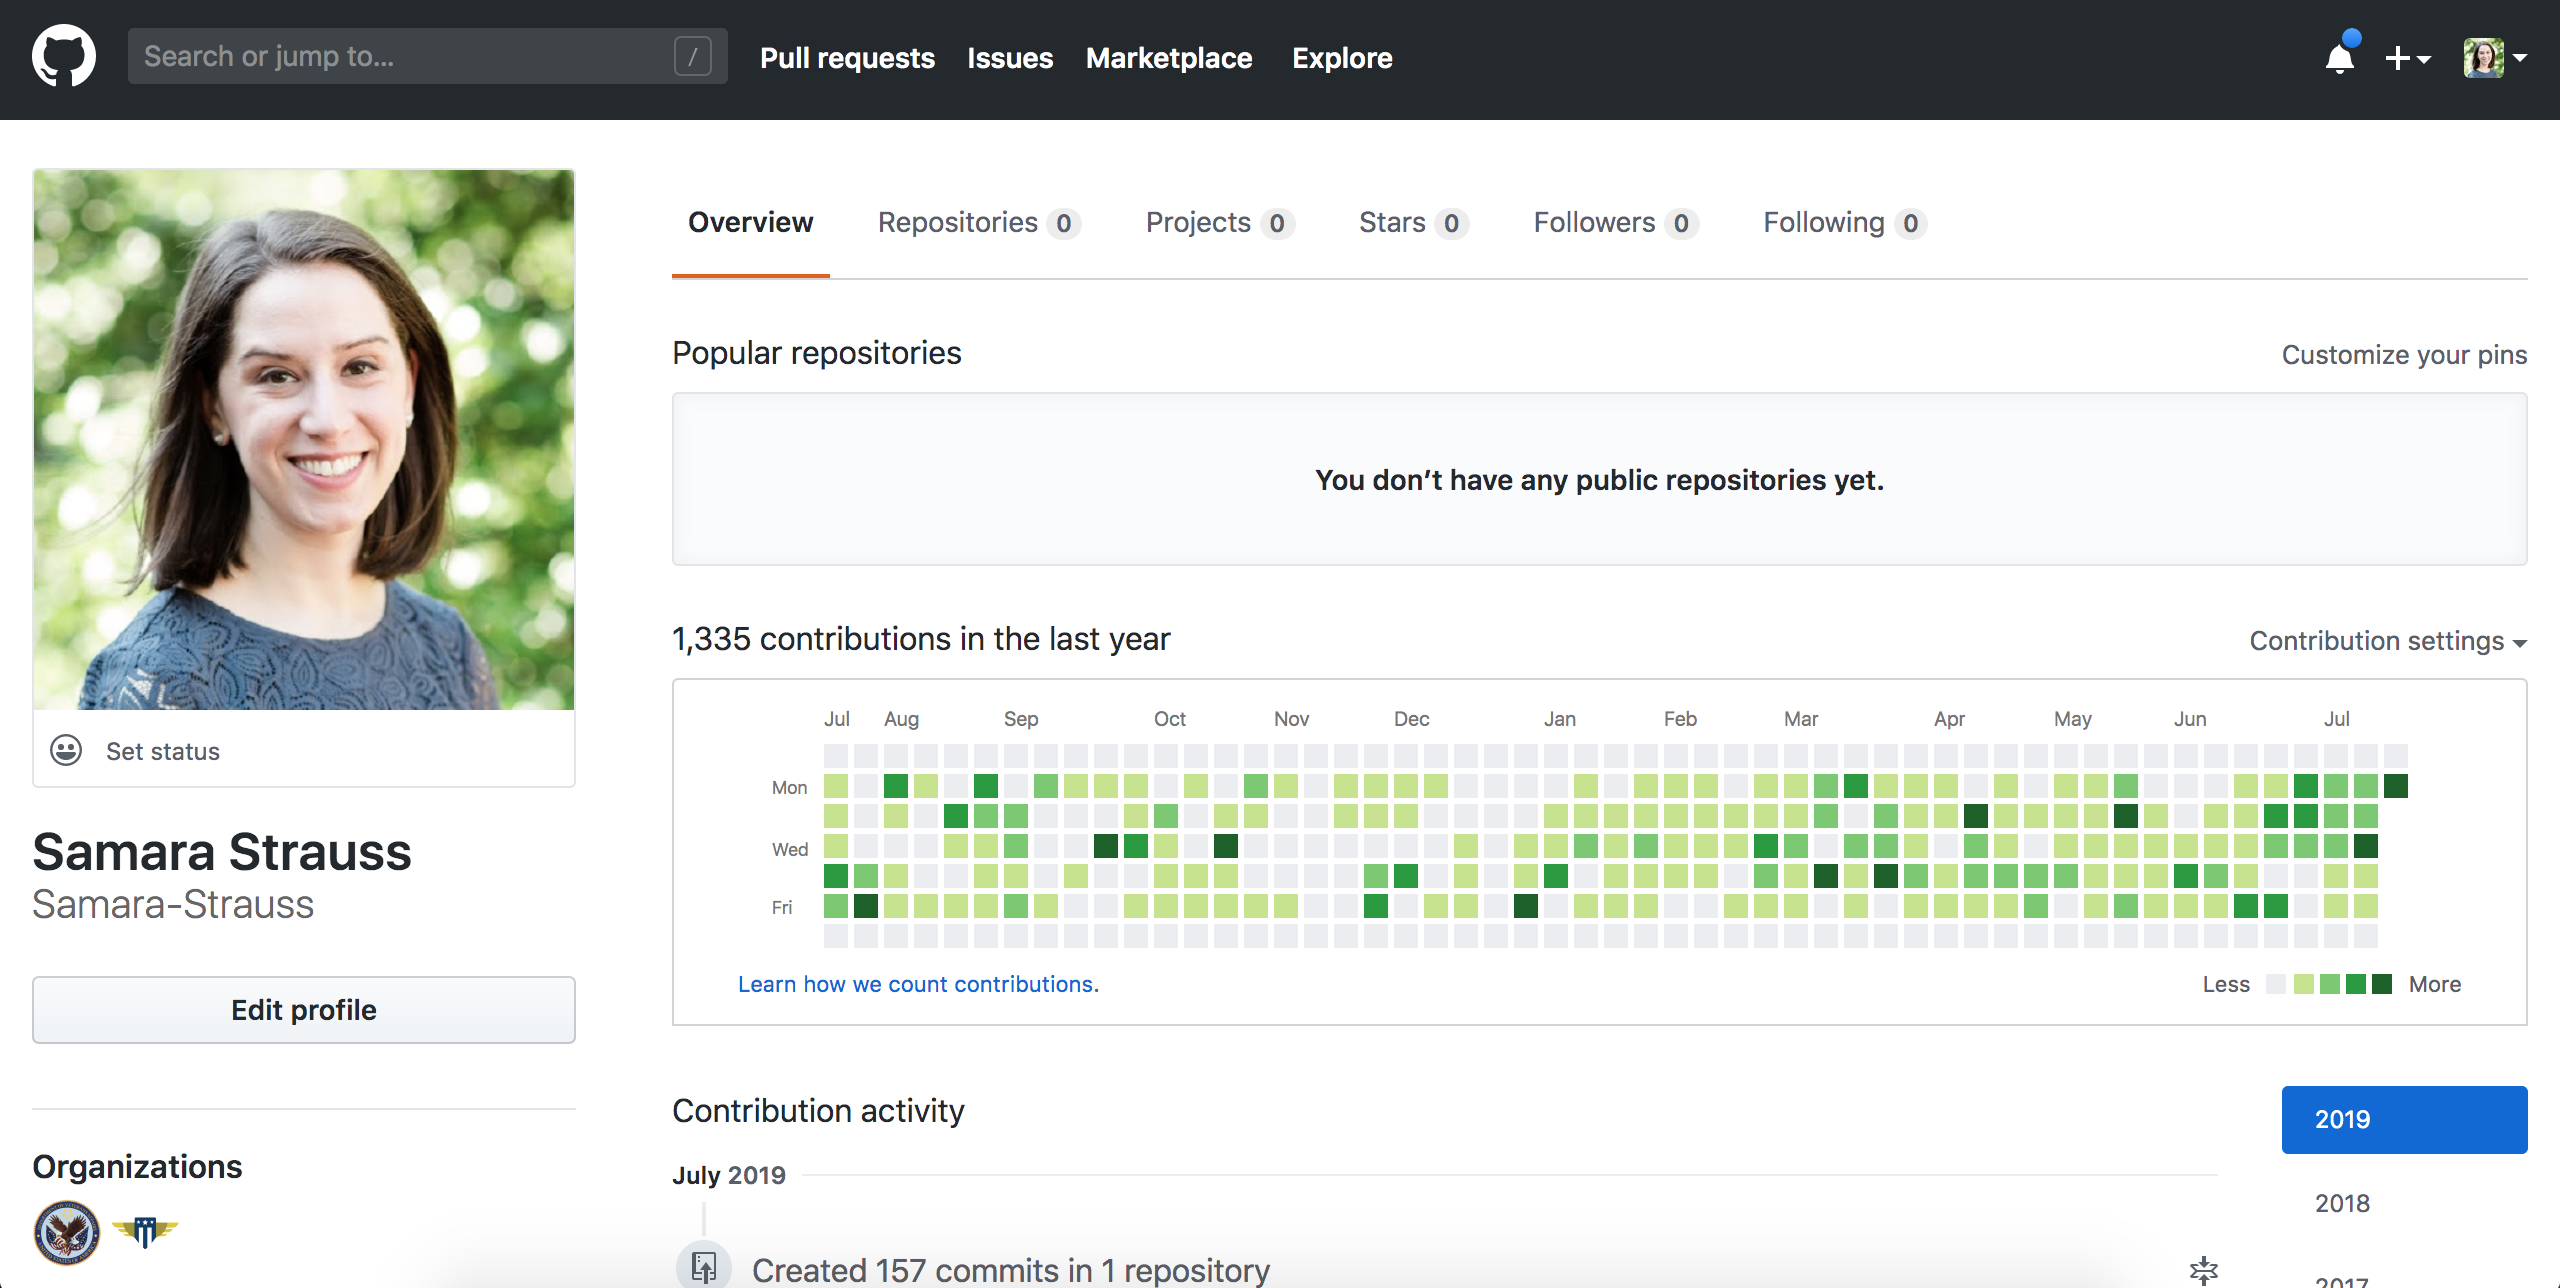 Search or jump to... /
Pull requests Issues Marketplace Explore
Overview Repositories 0 Projects 0 Stars 0 Followers 0 Following 0
Popular repositories
Customize your pins
You don’t have any public repositories yet.
1,335 contributions in the last year
Contribution settings
Jul Aug Sep Oct Nov Dec Jan Feb Mar Apr May Jun Jul
Mon
Wed
Fri
Learn how we count contributions.
Less More
Set status
Samara Strauss
Samara-Strauss
Edit profile
Organizations
Contribution activity
July 2019
Created 157 commits in 1 repository
2019
2018
2017